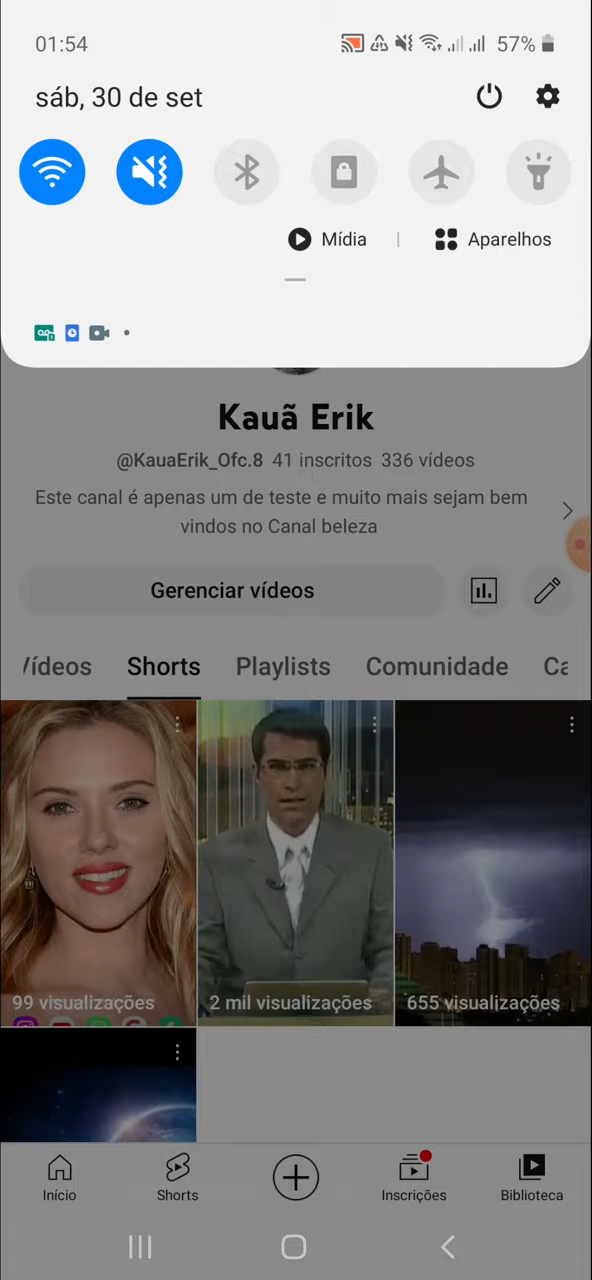 01:54
57%
sáb, 30 de set
Mídia | Aparelhos
Kauã Erik
@KauaErik_Ofc.8 41 inscritos 336 vídeos
Este canal é apenas um de teste e muito mais sejam bem
vindos no Canal beleza
Gerenciar vídeos
Vídeos Shorts Playlists Comunidade Ca
99 visualizações 2 mil visualizações 655 visualizações
Início Shorts Inscrições Biblioteca